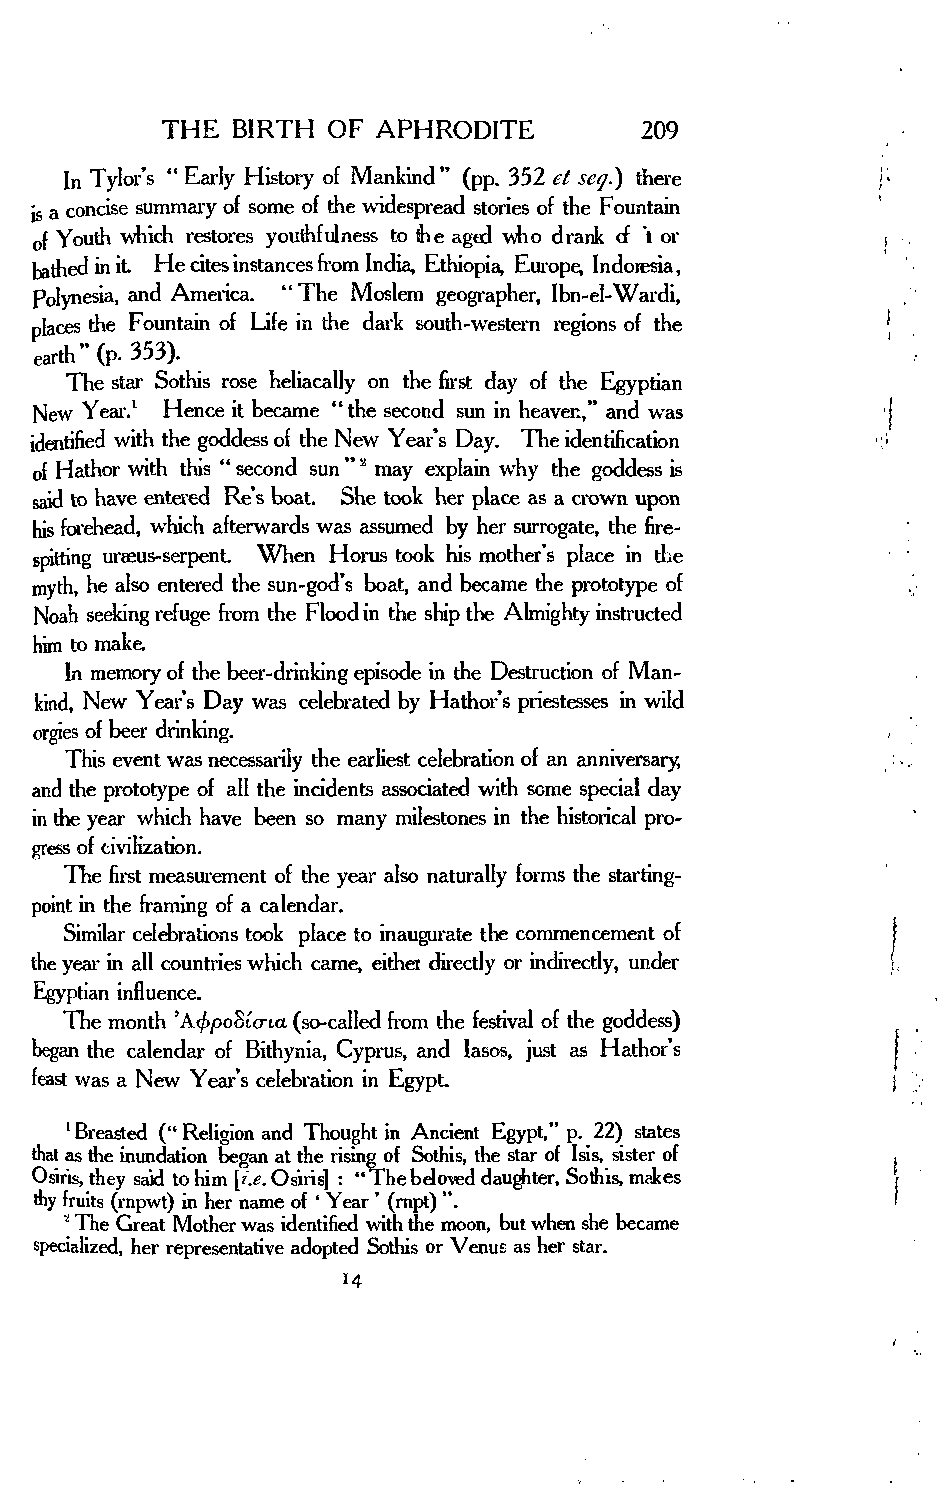 THE BIRTH OF APHRODITE 209
In Tylor's “Early History of Mankind” (pp. 352 et seq.) there
is a concise summary of some of the widespread stories of the Fountain
of Youth which restores youthfulness to the aged who drank of it or
bathed in it. He cites instances from India, Ethiopia, Europe, Indonesia,
Polynesia, and America. “The Moslem geographer, Ibn-el-Wardi,
places the Fountain of Life in the dark south-western regions of the
earth” (p. 353).
The star Sothis rose heliacally on the first day of the Egyptian
New Year.¹ Hence it became “the second sun in heaven,” and was
identified with the goddess of the New Year's Day. The identification
of Hathor with this “second sun”² may explain why the goddess is
said to have entered Re's boat. She took her place as a crown upon
his forehead, which afterwards was assumed by her surrogate, the fire-
spitting uræus-serpent. When Horus took his mother's place in the
myth, he also entered the sun-god's boat, and became the prototype of
Noah seeking refuge from the Flood in the ship the Almighty instructed
him to make.
In memory of the beer-drinking episode in the Destruction of Man-
kind, New Year's Day was celebrated by Hathor's priestesses in wild
orgies of beer drinking.
This event was necessarily the earliest celebration of an anniversary,
and the prototype of all the incidents associated with some special day
in the year which have been so many milestones in the historical pro-
gress of civilization.
The first measurement of the year also naturally forms the starting-
point in the framing of a calendar.
Similar celebrations took place to inaugurate the commencement of
the year in all countries which came, either directly or indirectly, under
Egyptian influence.
The month Ἀφροδίσια (so-called from the festival of the goddess)
began the calendar of Bithynia, Cyprus, and Iasos, just as Hathor's
feast was a New Year's celebration in Egypt.
¹ Breasted (“Religion and Thought in Ancient Egypt,” p. 22) states
that as the inundation began at the rising of Sothis, the star of Isis, sister of
Osiris, they said to him [i.e. Osiris] : “The beloved daughter, Sothis, makes
thy fruits (rnpwt) in her name of ‘Year’ (rnpt)”.
² The Great Mother was identified with the moon, but when she became
specialized, her representative adopted Sothis or Venus as her star.
14